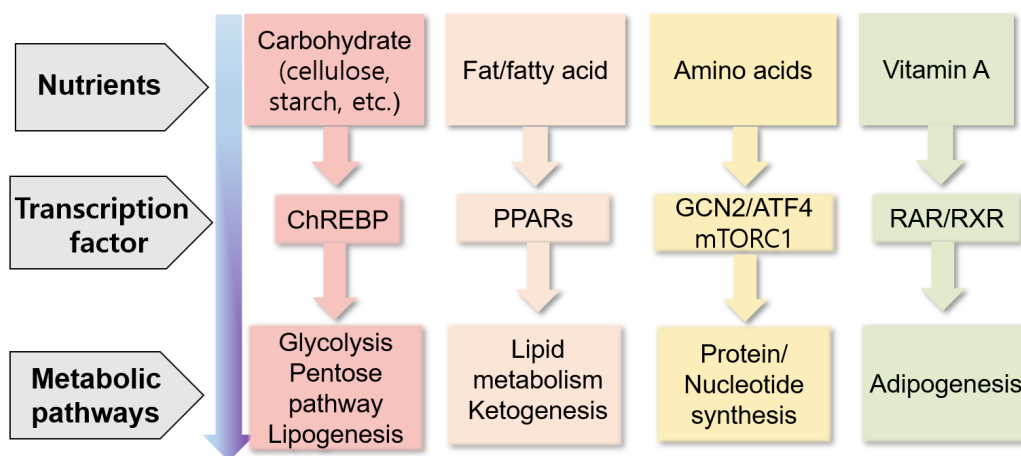 Nutrients
Carbohydrate
(cellulose,
starch, etc.)
Fat/fatty acid
Amino acids
Vitamin A
Transcription
factor
ChREBP
PPARs
GCN2/ATF4
mTORC1
RAR/RXR
Metabolic
pathways
Glycolysis
Pentose
pathway
Lipogenesis
Lipid
metabolism
Ketogenesis
Protein/
Nucleotide
synthesis
Adipogenesis